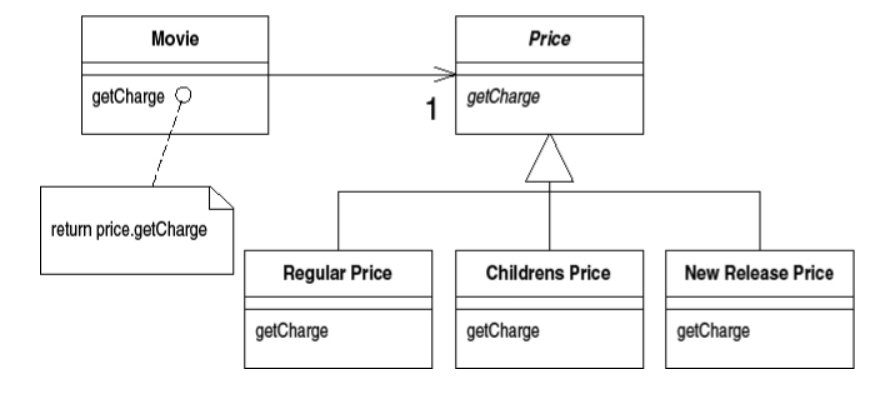 Movie
getCharge
Price
getCharge
1
return price.getCharge
Regular Price
getCharge
Childrens Price
getCharge
New Release Price
getCharge